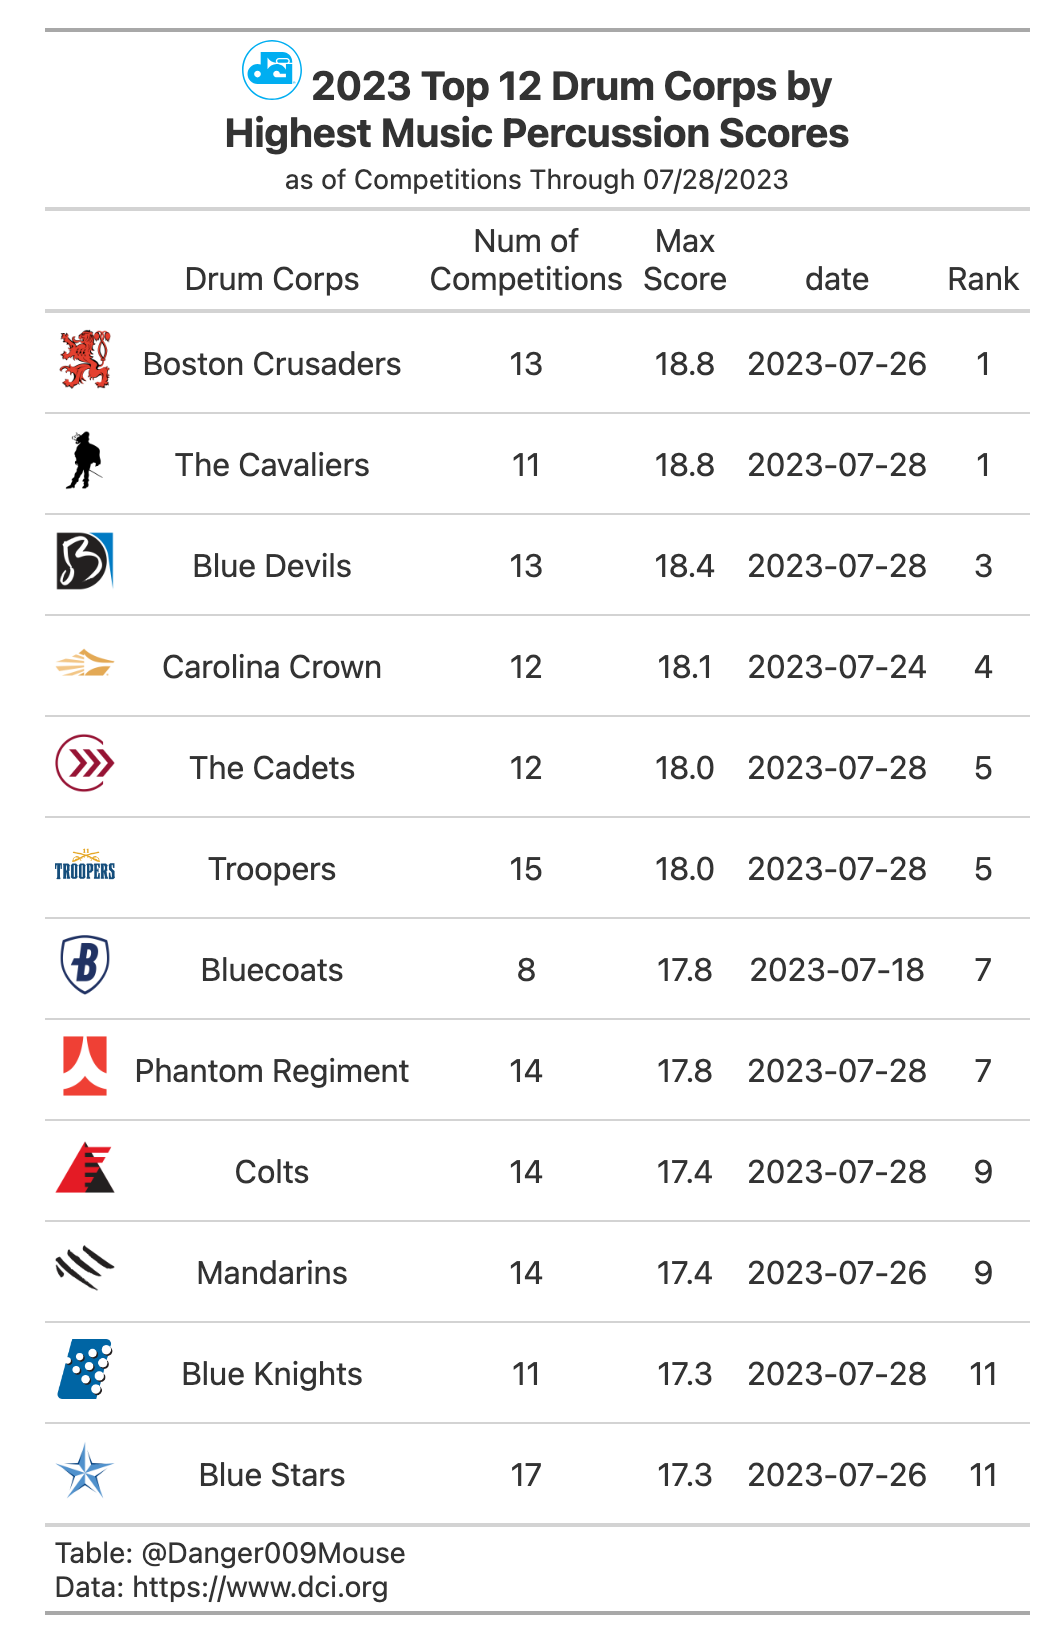 dci 2023 Top 12 Drum Corps by
Highest Music Percussion Scores
as of Competitions Through 07/28/2023
Drum Corps Num of Competitions Max Score date Rank
Boston Crusaders 13 18.8 2023-07-26 1
The Cavaliers 11 18.8 2023-07-28 1
B Blue Devils 13 18.4 2023-07-28 3
Carolina Crown 12 18.1 2023-07-24 4
The Cadets 12 18.0 2023-07-28 5
TROOPERS Troopers 15 18.0 2023-07-28 5
B Bluecoats 8 17.8 2023-07-18 7
Phantom Regiment 14 17.8 2023-07-28 7
Colts 14 17.4 2023-07-28 9
Mandarins 14 17.4 2023-07-26 9
Blue Knights 11 17.3 2023-07-28 11
Blue Stars 17 17.3 2023-07-26 11
Table: @Danger009Mouse
Data: https://www.dci.org